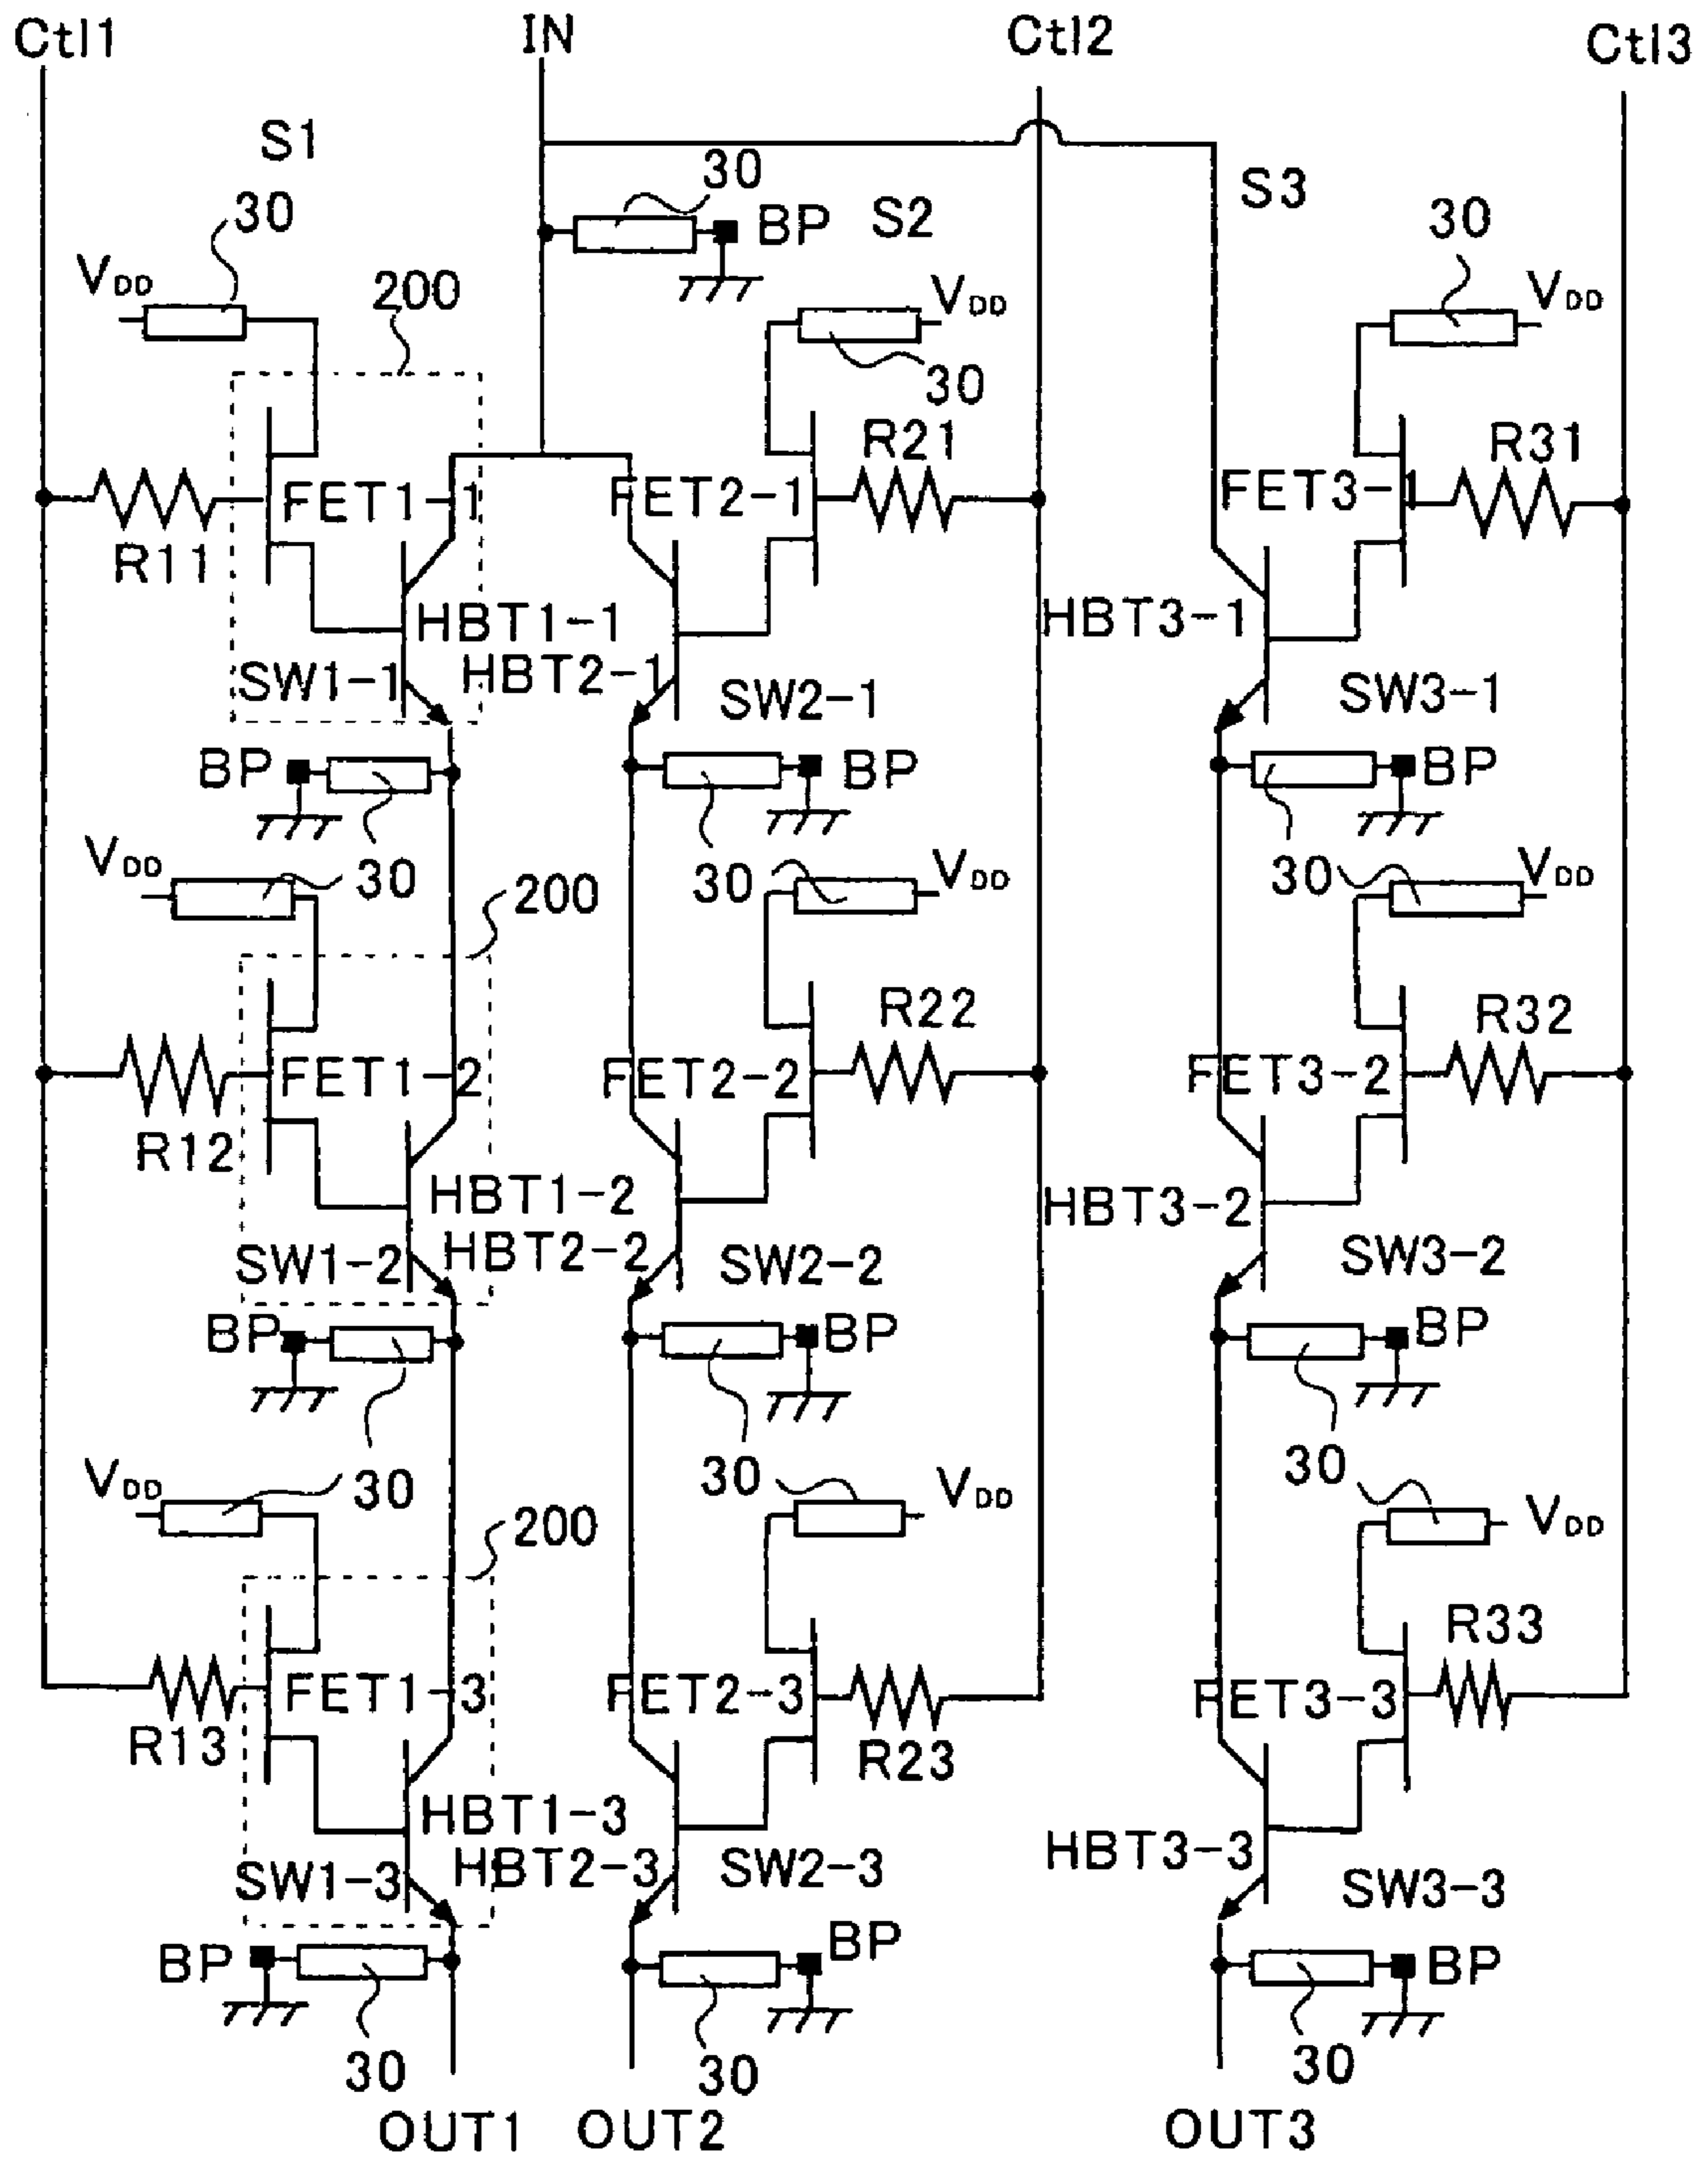 Ctl1 IN Ctl2 Ctl3
S1
30 S3
30 BP S2 30
VDD 200 VDD VDD
30
R21 R31
FET1-1 FET2-1 FET3-1
R11
HBT1-1 HBT3-1
SW1-1 HBT2-1 SW2-1 SW3-1
BP BP BP
VDD 30 30 VDD 30 VDD
200
R22 R32
FET1-2 FET2-2 FET3-2
R12
HBT1-2 HBT3-2
SW1-2 HBT2-2 SW2-2 SW3-2
BP BP BP
30 30 30
VDD VDD VDD
200
R33
FET1-3 FET2-3 FET3-3
R13 R23
HBT1-3 HBT3-3
SW1-3 HBT2-3 SW2-3 SW3-3
BP BP BP
30 30 30
OUT1 OUT2 OUT3